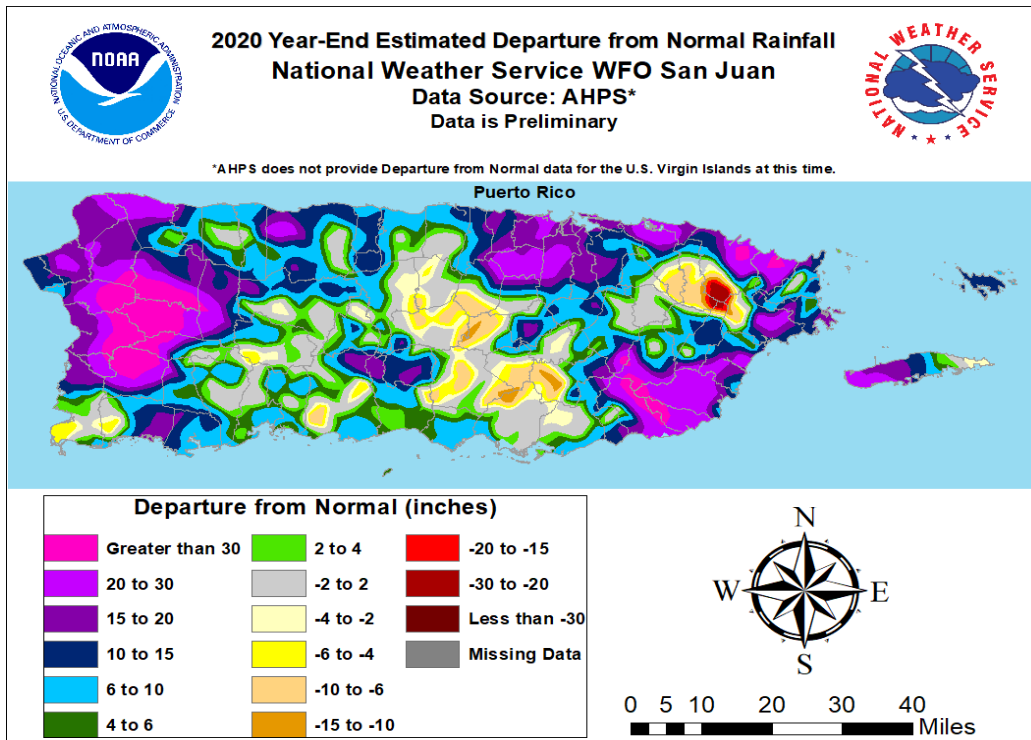 2020 Year-End Estimated Departure from Normal Rainfall
National Weather Service WFO San Juan
Data Source: AHPS*
Data is Preliminary
*AHPS does not provide Departure from Normal data for the U.S. Virgin Islands at this time.
NATIONAL OCEANIC AND ATMOSPHERIC ADMINISTRATION
NOAA
U.S. DEPARTMENT OF COMMERCE
NATIONAL WEATHER SERVICE
Puerto Rico
Departure from Normal (inches)
Greater than 30
20 to 30
15 to 20
10 to 15
6 to 10
4 to 6
2 to 4
-2 to 2
-4 to -2
-6 to -4
-10 to -6
-15 to -10
-20 to -15
-30 to -20
Less than -30
Missing Data
N
W E
S
0 5 10 20 30 40
Miles